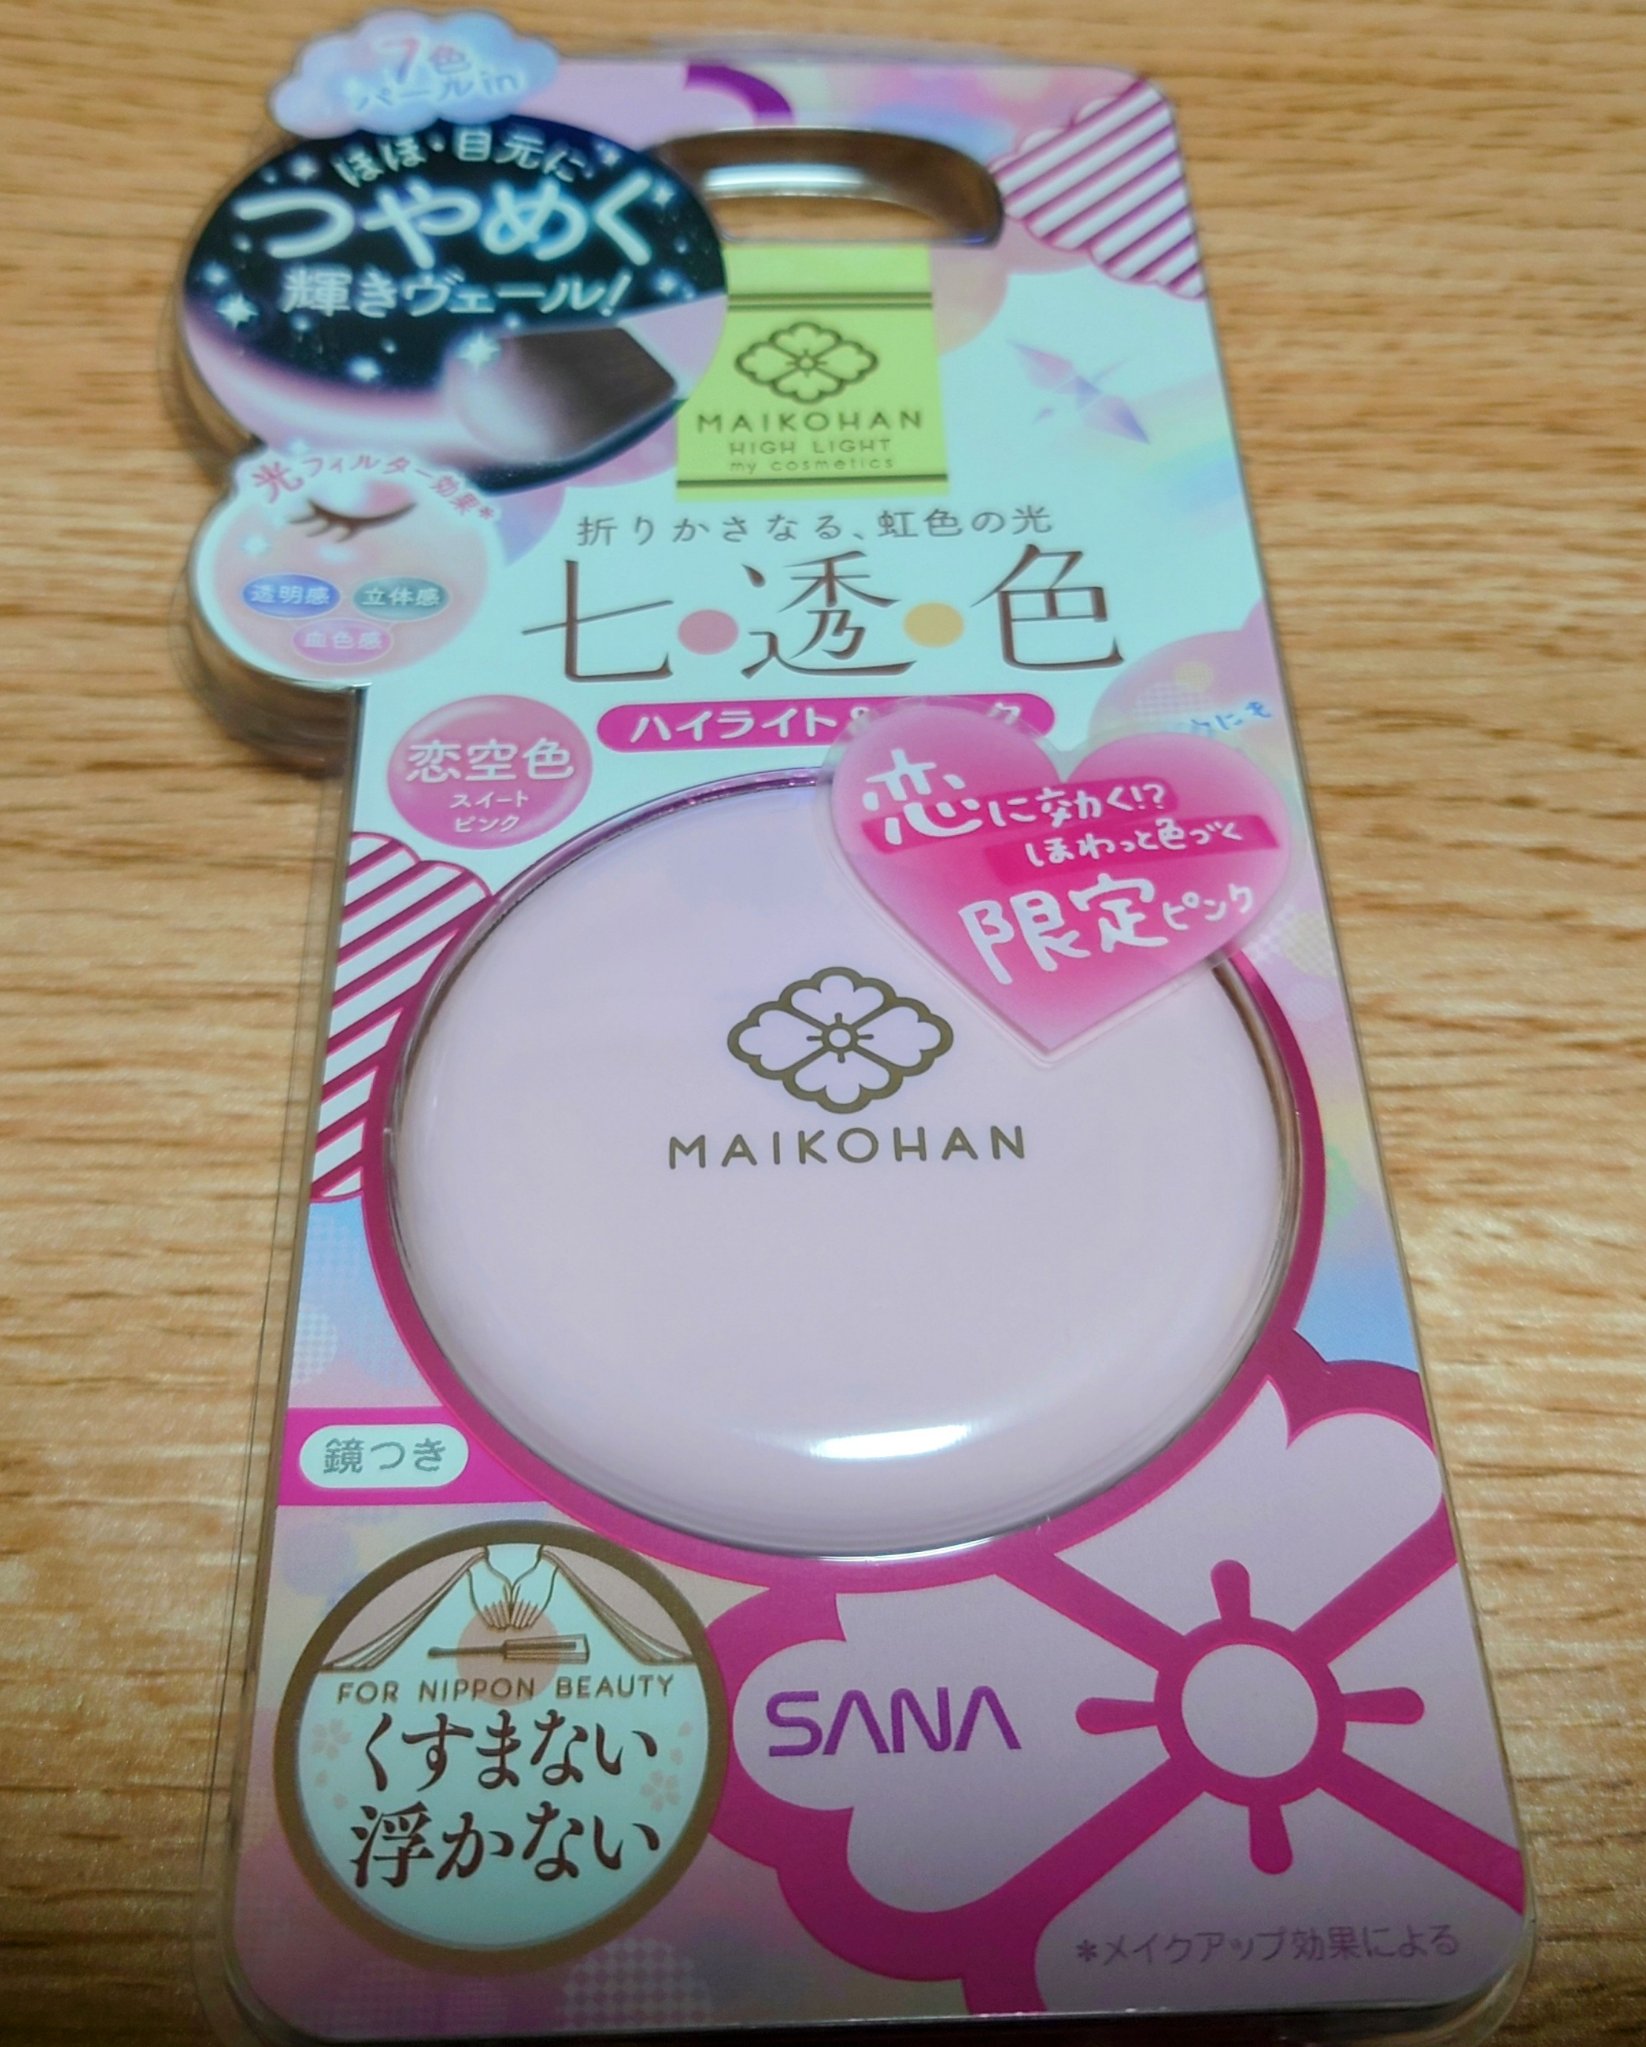 7色
パールin
ほほ・目元に
つやめく
輝きヴェール!
光フィルター効果*
透明感
立体感
血色感
MAIKOHAN
HIGH LIGHT
my cosmetics
折りかさなる、虹色の光
七・透・色
ハイライト
恋空色
スイート
ピンク
恋に効く!?
ほわっと色づく
限定ピンク
MAIKOHAN
鏡つき
FOR NIPPON BEAUTY
くすまない
浮かない
SANA
*メイクアップ効果による